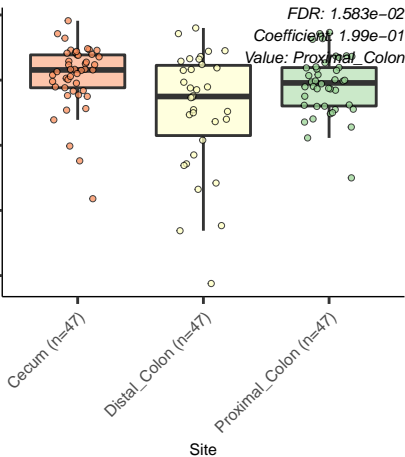 FDR: 1.583e−02
Coefficient: 1.99e−01
Value: Proximal_Colon
Cecum (n=47)
Distal_Colon (n=47)
Proximal_Colon (n=47)
Site